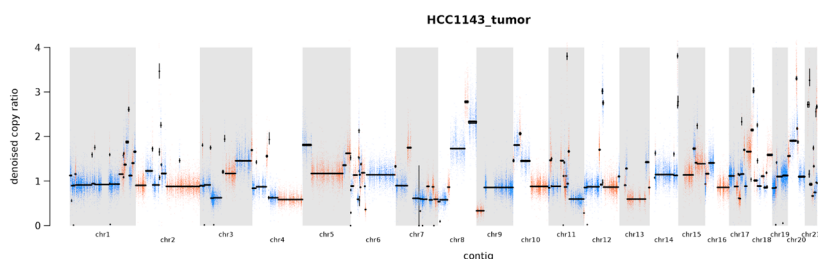 HCC1143_tumor
denoised copy ratio
4
3
2
1
0
chr1
chr2
chr3
chr4
chr5
chr6
chr7
chr8
chr9
chr10
chr11
chr12
chr13
chr14
chr15
chr16
chr17
chr18
chr19
chr20
contig